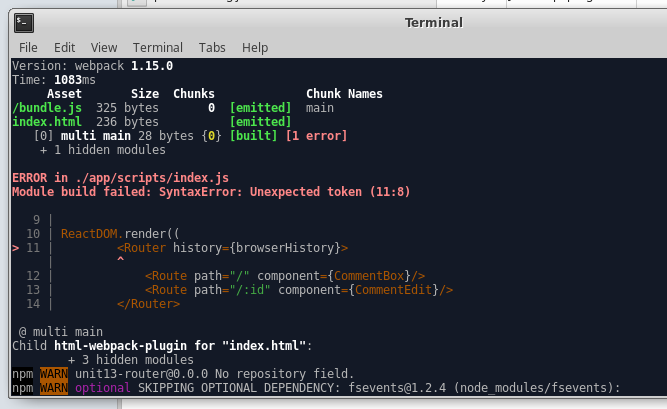 Terminal
File Edit View Terminal Tabs Help
Version: webpack 1.15.0
Time: 1083ms
Asset Size Chunks Chunk Names
/bundle.js 325 bytes 0 [emitted] main
index.html 236 bytes [emitted]
[0] multi main 28 bytes {0} [built] [1 error]
+ 1 hidden modules
ERROR in ./app/scripts/index.js
Module build failed: SyntaxError: Unexpected token (11:8)
9 |
10 | ReactDOM.render((
> 11 | <Router history={browserHistory}>
| ^
12 | <Route path="/" component={CommentBox}/>
13 | <Route path="/:id" component={CommentEdit}/>
14 | </Router>
@ multi main
Child html-webpack-plugin for "index.html":
+ 3 hidden modules
npm WARN unit13-router@0.0.0 No repository field.
npm WARN optional SKIPPING OPTIONAL DEPENDENCY: fsevents@1.2.4 (node_modules/fsevents):